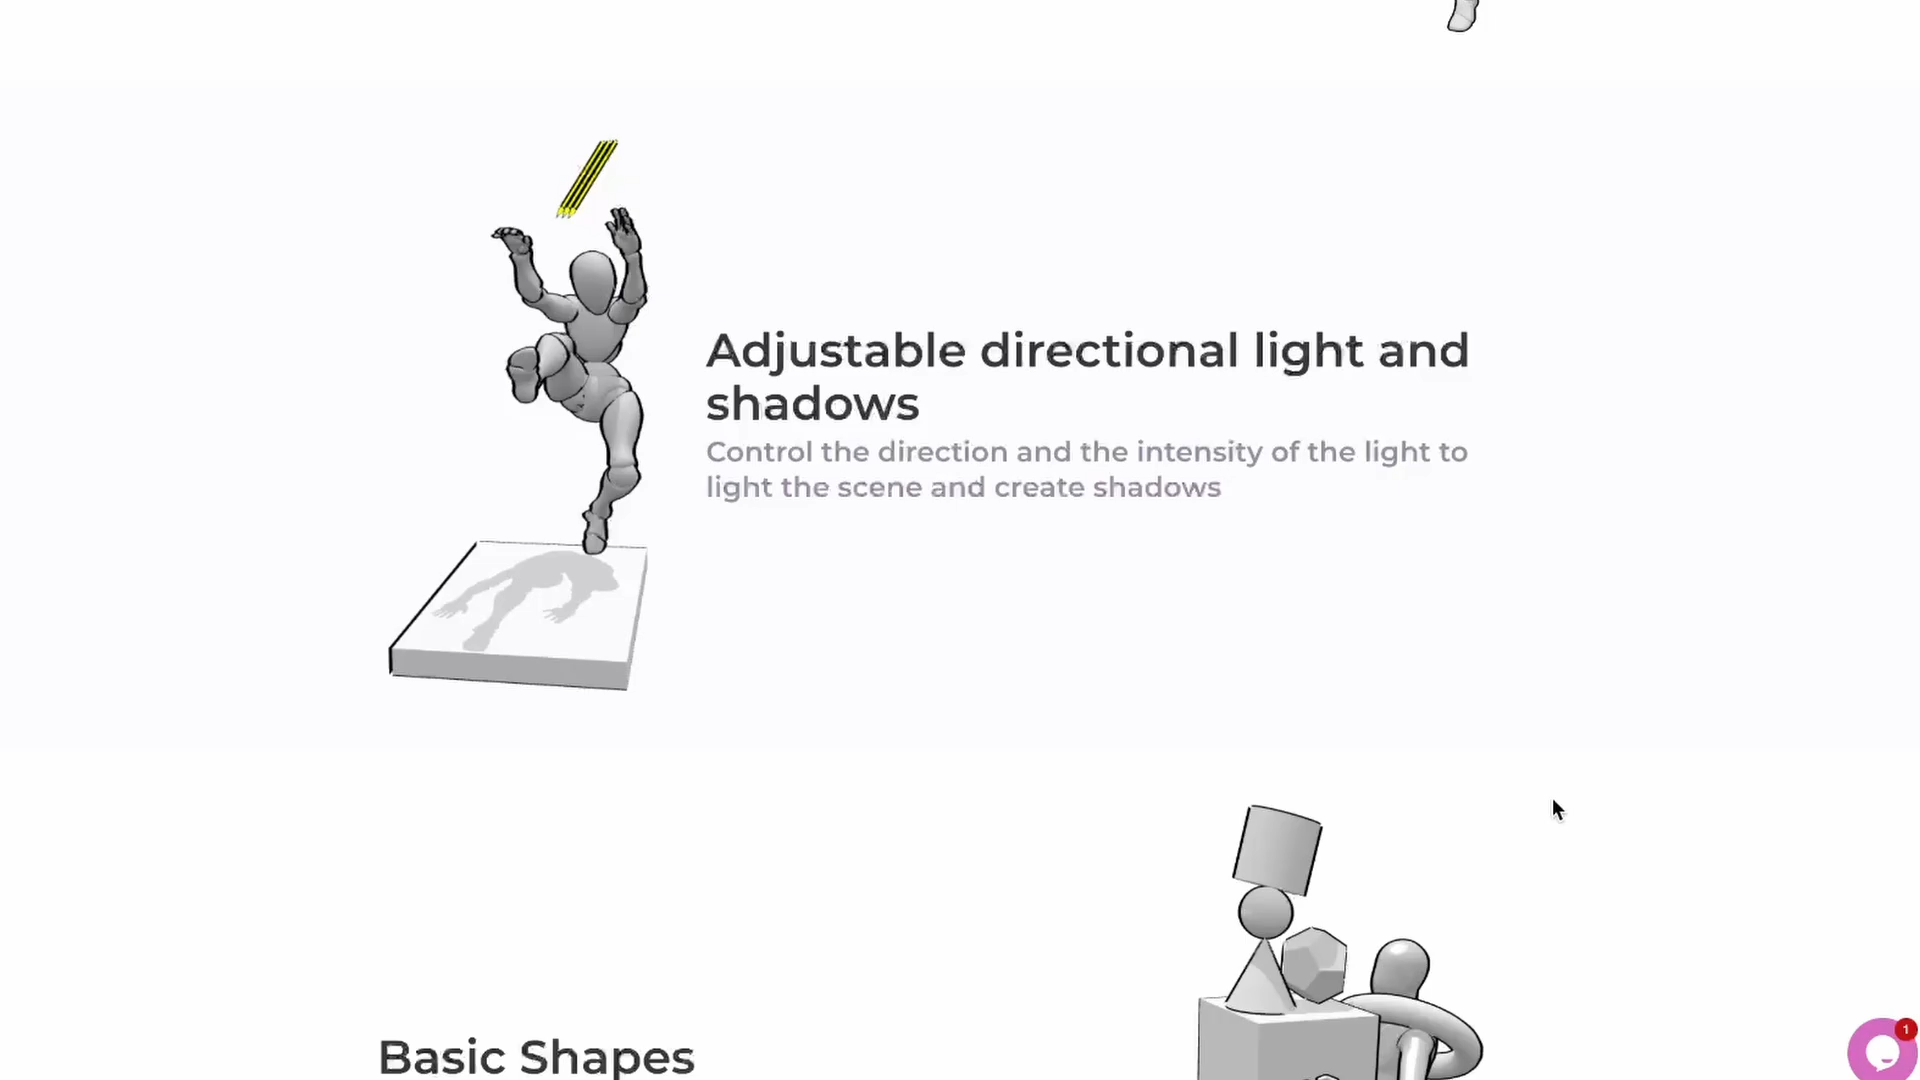 Adjustable directional light and
shadows
Control the direction and the intensity of the light to
light the scene and create shadows
Basic Shapes
1